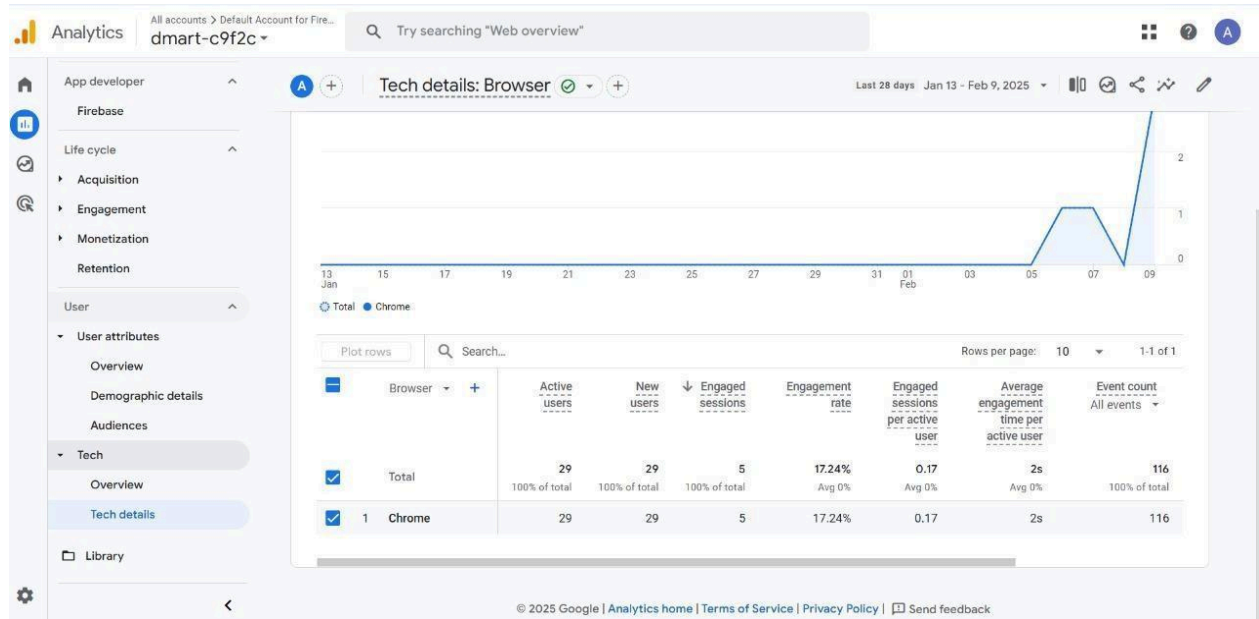 Analytics
All accounts > Default Account for Fire...
dmart-c9f2c
Try searching "Web overview"
A
App developer
Firebase
Life cycle
Acquisition
Engagement
Monetization
Retention
User
User attributes
Overview
Demographic details
Audiences
Tech
Overview
Tech details
Library
A
Tech details: Browser
Last 28 days Jan 13 - Feb 9, 2025
2
1
0
13 15 17 19 21 23 25 27 29 31 01 03 05 07 09
Jan Feb
Total Chrome
Plot rows Search... Rows per page: 10 1-1 of 1
Browser + Active users New users Engaged sessions Engagement rate Engaged sessions per active user Average engagement time per active user Event count All events
Total 29 29 5 17.24% 0.17 2s 116
100% of total 100% of total 100% of total Avg 0% Avg 0% Avg 0% 100% of total
1 Chrome 29 29 5 17.24% 0.17 2s 116
© 2025 Google | Analytics home | Terms of Service | Privacy Policy | Send feedback